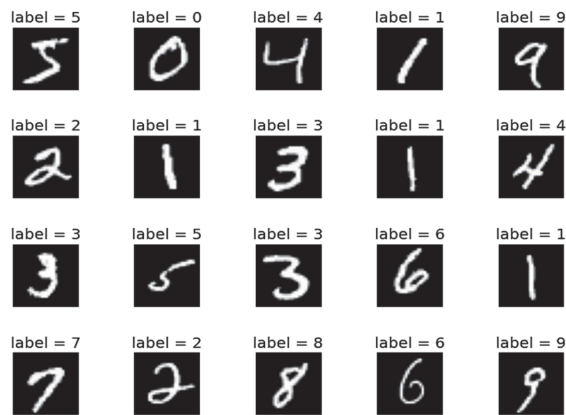 label = 5 label = 0 label = 4 label = 1 label = 9
5 0 4 1 9
label = 2 label = 1 label = 3 label = 1 label = 4
2 1 3 1 4
label = 3 label = 5 label = 3 label = 6 label = 1
3 5 3 6 1
label = 7 label = 2 label = 8 label = 6 label = 9
7 2 8 6 9